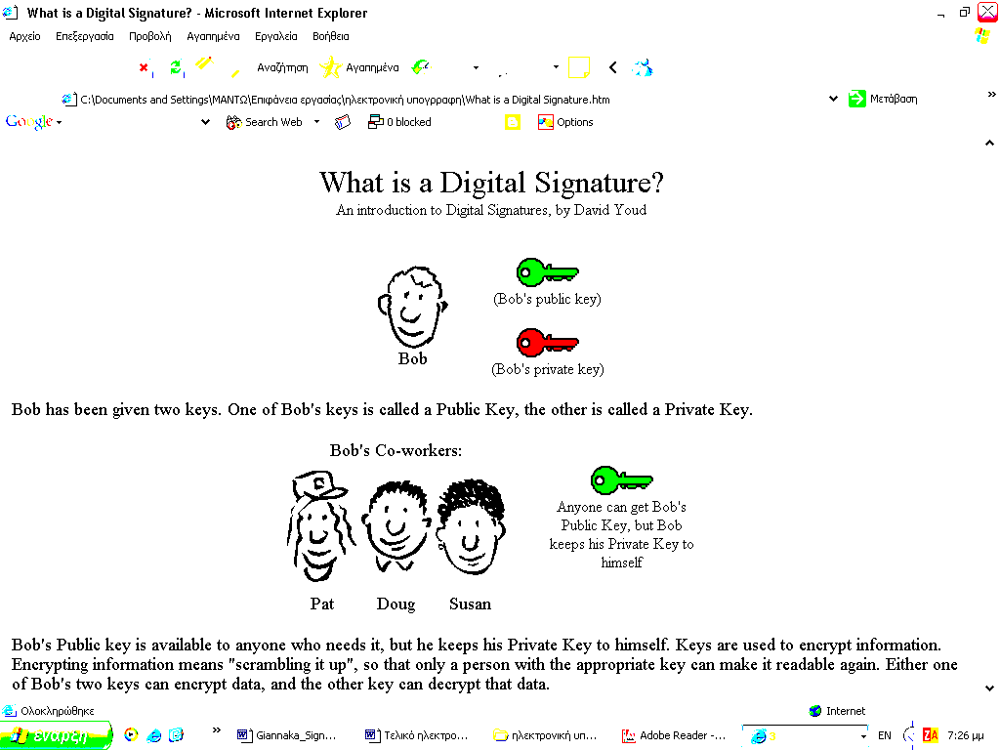 What is a Digital Signature? - Microsoft Internet Explorer
Αρχείο Επεξεργασία Προβολή Αγαπημένα Εργαλεία Βοήθεια
Αναζήτηση Αγαπημένα
C:\Documents and Settings\ΜΑΝΤΩ\Επιφάνεια εργασίας\ηλεκτρονική υπογραφη\What is a Digital Signature.htm Μετάβαση »
Google Search Web 0 blocked Options
What is a Digital Signature?
An introduction to Digital Signatures, by David Youd
(Bob's public key)
(Bob's private key)
Bob
Bob has been given two keys. One of Bob's keys is called a Public Key, the other is called a Private Key.
Bob's Co-workers:
Anyone can get Bob's
Public Key, but Bob
keeps his Private Key to
himself
Pat Doug Susan
Bob's Public key is available to anyone who needs it, but he keeps his Private Key to himself. Keys are used to encrypt information.
Encrypting information means "scrambling it up", so that only a person with the appropriate key can make it readable again. Either one
of Bob's two keys can encrypt data, and the other key can decrypt that data.
Ολοκληρώθηκε Internet
έναρξη » Giannaka_Sign... Τελικό ηλεκτρο... ηλεκτρονική υπ... Adobe Reader -... 3 EN ZA 7:26 μμ